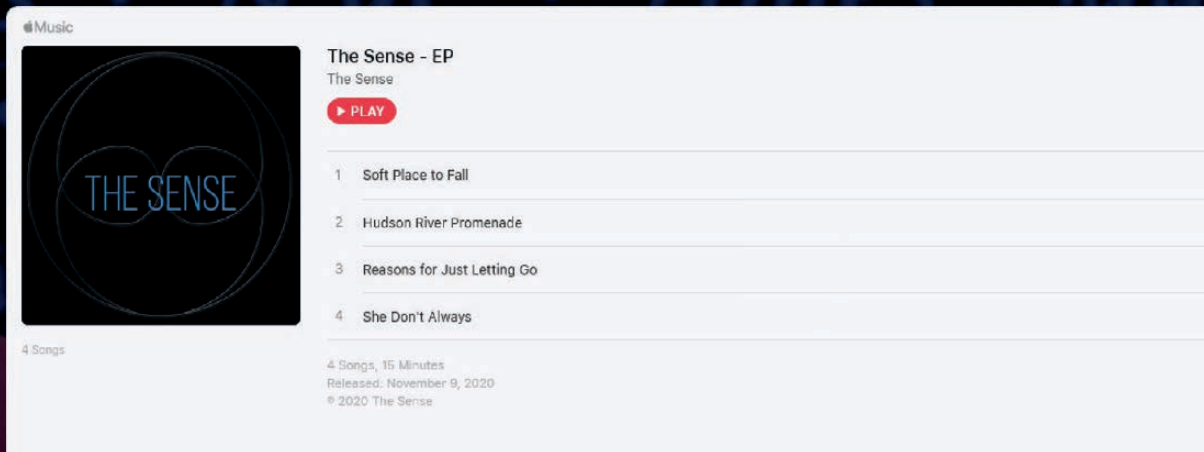 Music
THE SENSE
4 Songs
The Sense - EP
The Sense
PLAY
1 Soft Place to Fall
2 Hudson River Promenade
3 Reasons for Just Letting Go
4 She Don't Always
4 Songs, 15 Minutes
Released: November 9, 2020
℗ 2020 The Sense